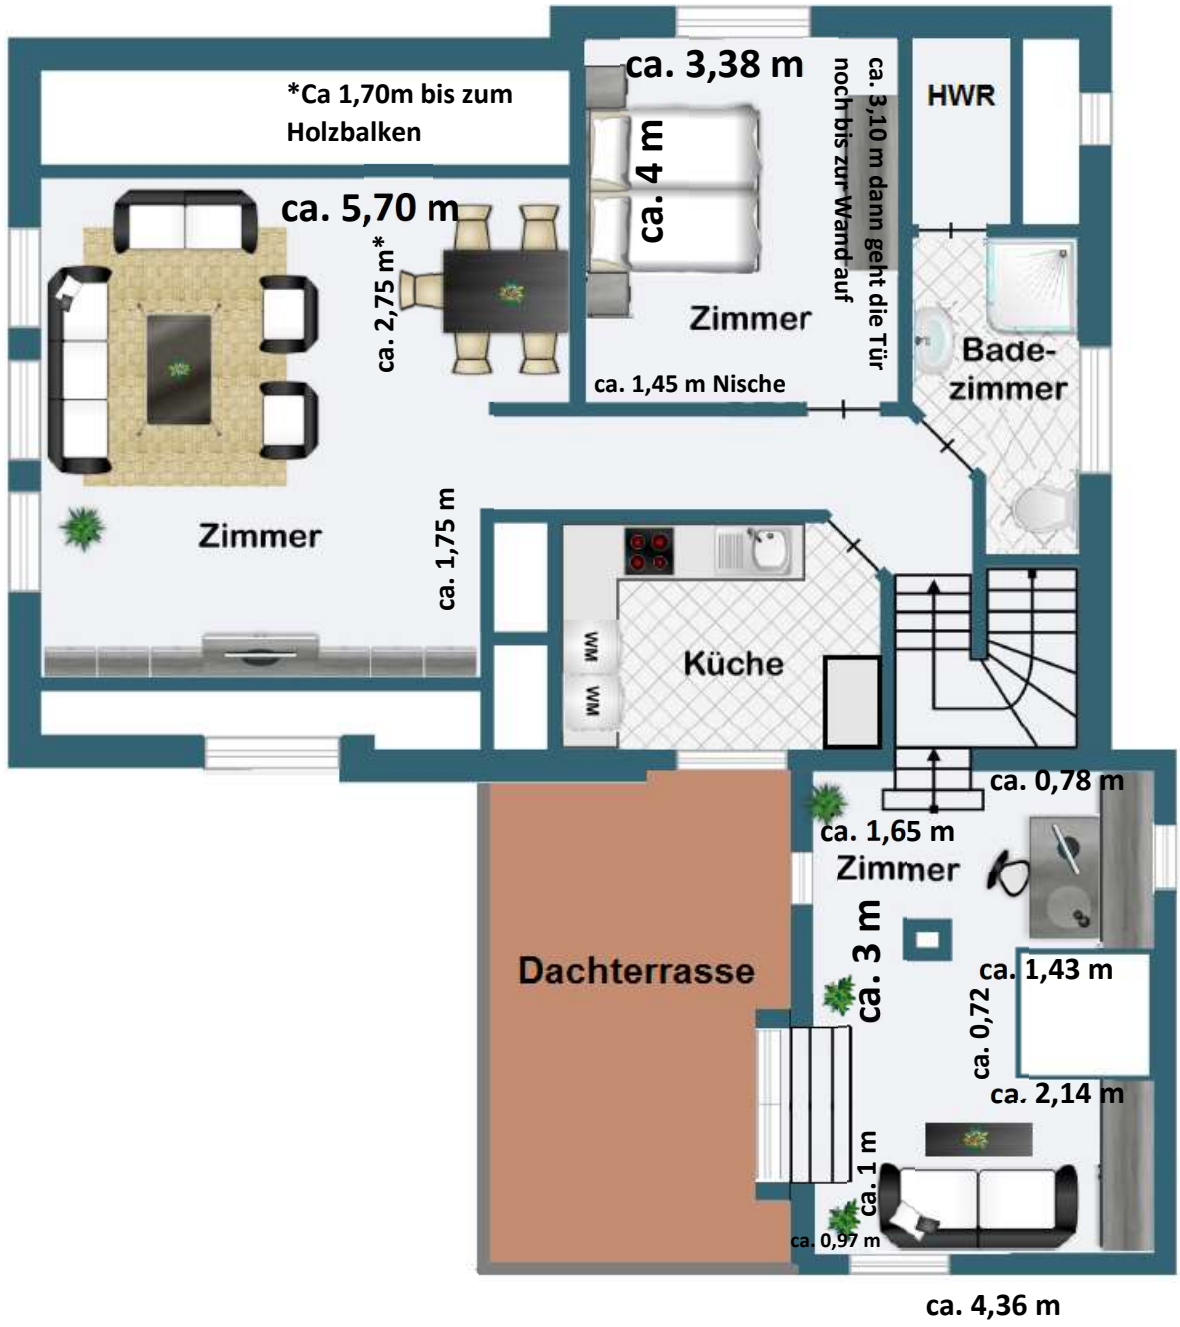 ca. 3,38 m
*Ca 1,70m bis zum
Holzbalken
HWR
ca. 3,10 m dann geht die Tür
noch bis zur Wand auf
ca. 4 m
ca. 5,70 m
ca. 2,75 m*
Zimmer
Bade-
zimmer
ca. 1,45 m Nische
ca. 1,75 m
Zimmer
WM
WM
Küche
ca. 0,78 m
ca. 1,65 m
Zimmer
ca. 3 m
Dachterrasse
ca. 1,43 m
ca. 0,72
ca. 2,14 m
ca. 1 m
ca. 0,97 m
ca. 4,36 m